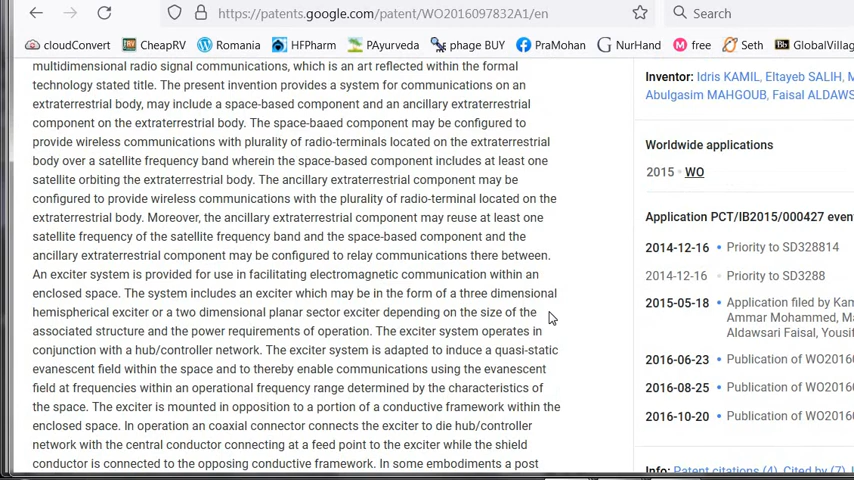 https://patents.google.com/patent/WO2016097832A1/en
Search
cloudConvert CheapRV Romania HFPharm PAyurveda phage BUY PraMohan NurHand free Seth GlobalVillag
multidimensional radio signal communications, which is an art reflected within the formal
technology stated title. The present invention provides a system for communications on an
extraterrestrial body, may include a space-based component and an ancillary extraterrestrial
component on the extraterrestrial body. The space-baaed component may be configured to
provide wireless communications with plurality of radio-terminals located on the extraterrestrial
body over a satellite frequency band wherein the space-based component includes at least one
satellite orbiting the extraterrestrial body. The ancillary extraterrestrial component may be
configured to provide wireless communications with the plurality of radio-terminal located on the
extraterrestrial body. Moreover, the ancillary extraterrestrial component may reuse at least one
satellite frequency of the satellite frequency band and the space-based component and the
ancillary extraterrestrial component may be configured to relay communications there between.
An exciter system is provided for use in facilitating electromagnetic communication within an
enclosed space. The system includes an exciter which may be in the form of a three dimensional
hemispherical exciter or a two dimensional planar sector exciter depending on the size of the
associated structure and the power requirements of operation. The exciter system operates in
conjunction with a hub/controller network. The exciter system is adapted to induce a quasi-static
evanescent field within the space and to thereby enable communications using the evanescent
field at frequencies within an operational frequency range determined by the characteristics of
the space. The exciter is mounted in opposition to a portion of a conductive framework within the
enclosed space. In operation an coaxial connector connects the exciter to die hub/controller
network with the central conductor connecting at a feed point to the exciter while the shield
conductor is connected to the opposing conductive framework. In some embodiments a post
Inventor: Idris KAMIL, Eltayeb SALIH, M
Abulgasim MAHGOUB, Faisal ALDAWS
Worldwide applications
2015 WO
Application PCT/IB2015/000427 even
2014-12-16 Priority to SD328814
2014-12-16 Priority to SD3288
2015-05-18 Application filed by Kam
Ammar Mohammed, Ma
Aldawsari Faisal, Yousif
2016-06-23 Publication of WO2016
2016-08-25 Publication of WO2016
2016-10-20 Publication of WO2016
Info: Patent citations (4), Cited by (7), L